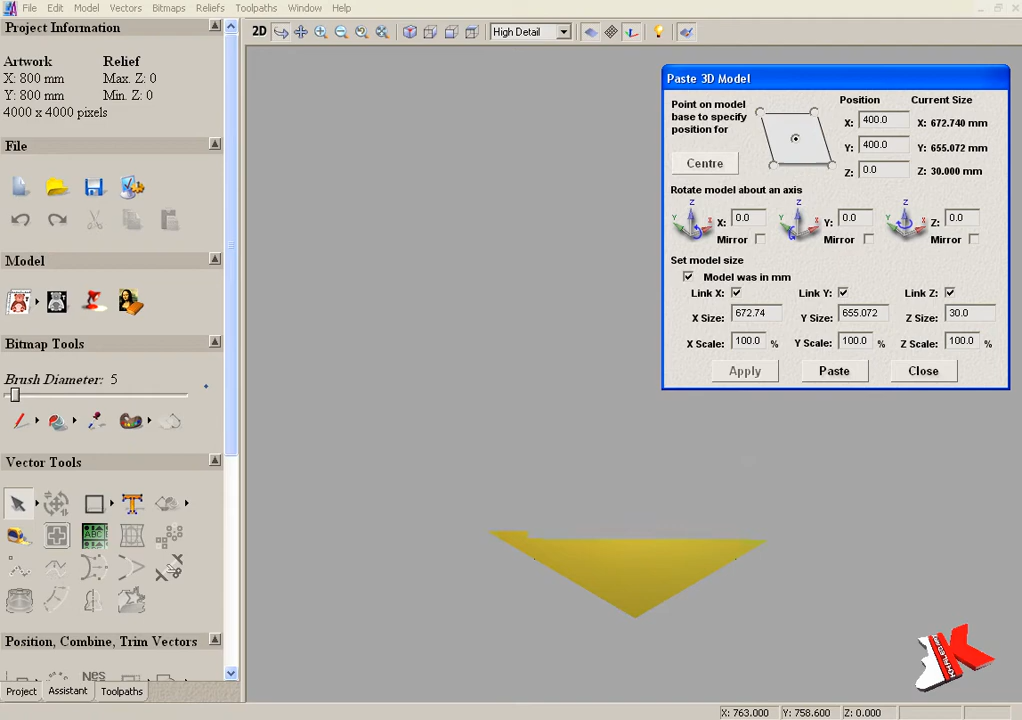 File Edit Model Vectors Bitmaps Reliefs Toolpaths Window Help
Project Information
Artwork Relief
X: 800 mm Max. Z: 0
Y: 800 mm Min. Z: 0
4000 x 4000 pixels
File
Model
Bitmap Tools
Brush Diameter: 5
Vector Tools
ABC
Position, Combine, Trim Vectors
Nes
Project Assistant Toolpaths
2D
High Detail
Paste 3D Model
Point on model
base to specify
position for
Centre
Position Current Size
X: 400.0 X: 672.740 mm
Y: 400.0 Y: 655.072 mm
Z: 0.0 Z: 30.000 mm
Rotate model about an axis
Z Y X X: 0.0 Z Y X Y: 0.0 Z Y X Z: 0.0
Mirror Mirror Mirror
Set model size
Model was in mm
Link X: Link Y: Link Z:
X Size: 672.74 Y Size: 655.072 Z Size: 30.0
X Scale: 100.0 % Y Scale: 100.0 % Z Scale: 100.0 %
Apply Paste Close
X: 763.000 Y: 758.600 Z: 0.000